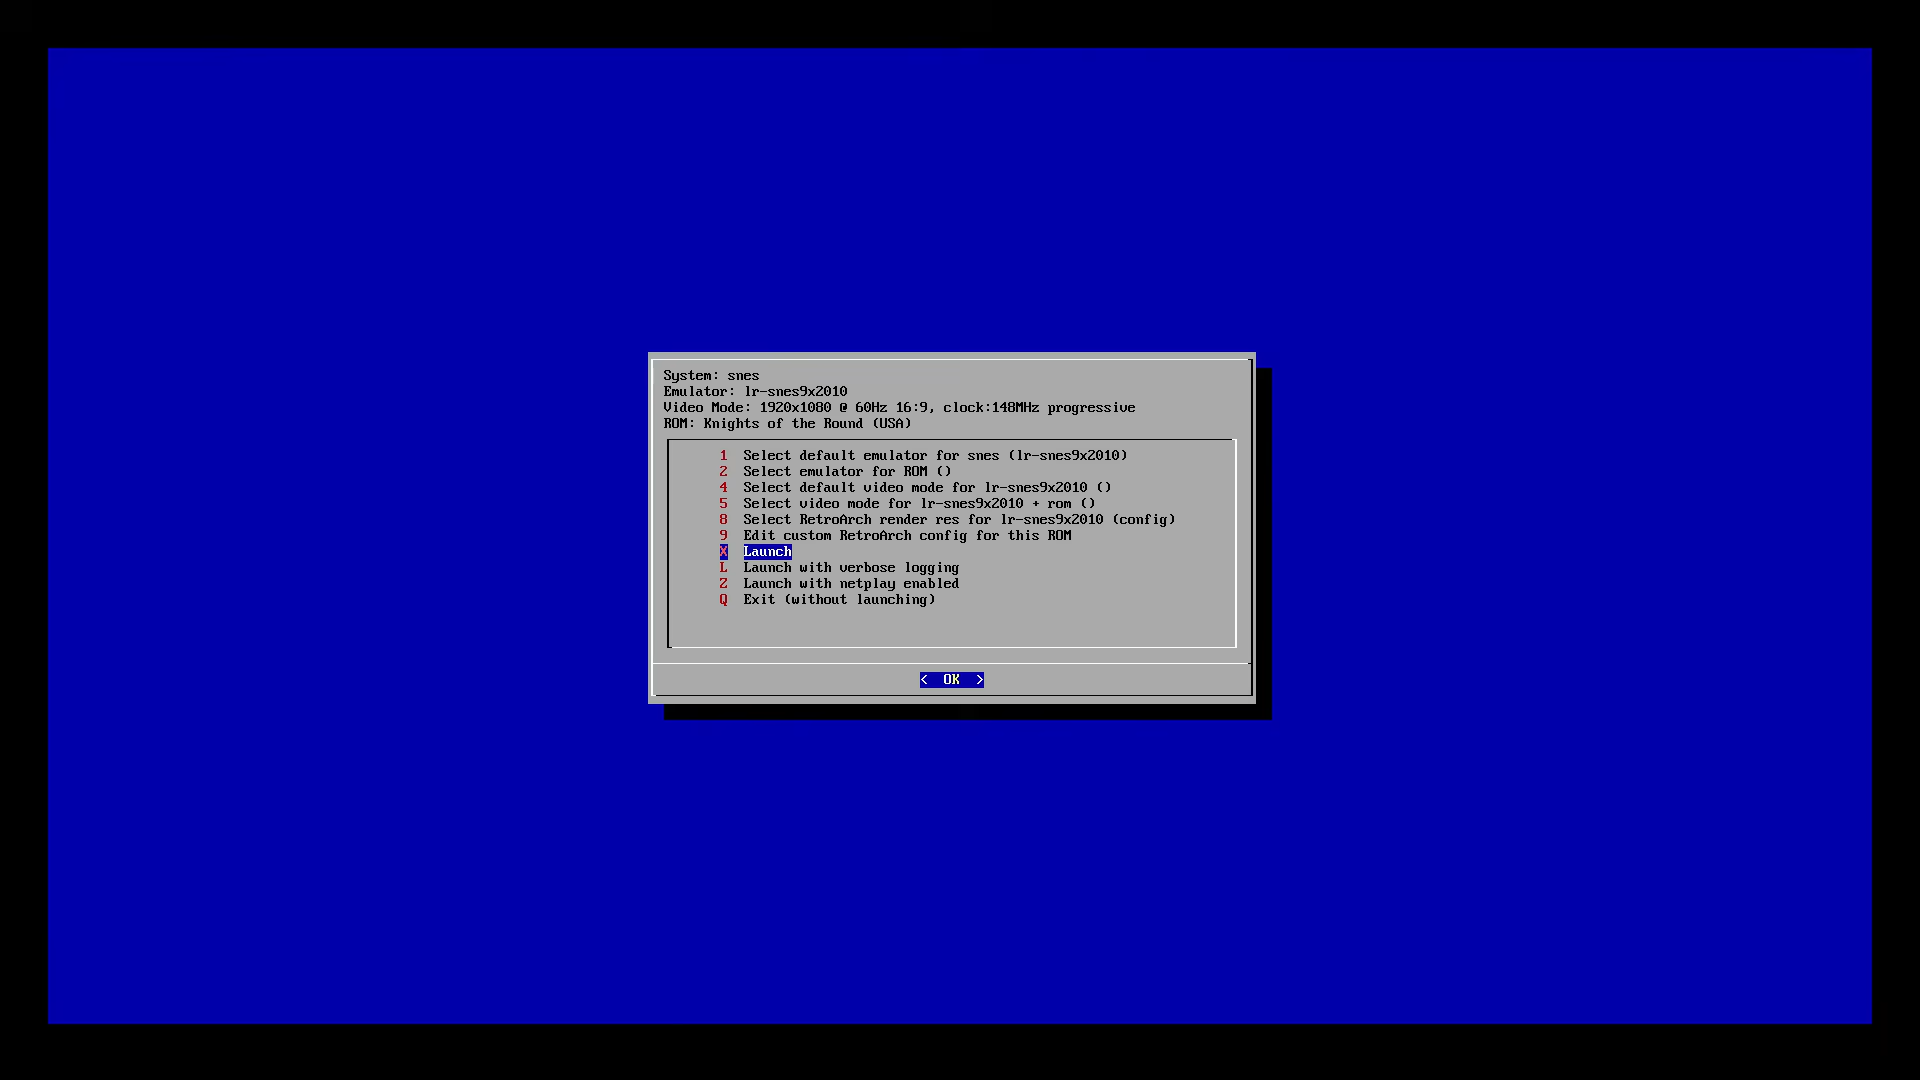 System: snes
Emulator: lr-snes9x2010
Video Mode: 1920x1080 @ 60Hz 16:9, clock:148MHz progressive
ROM: Knights of the Round (USA)
1 Select default emulator for snes (lr-snes9x2010)
2 Select emulator for ROM ()
4 Select default video mode for lr-snes9x2010 ()
5 Select video mode for lr-snes9x2010 + rom ()
8 Select RetroArch render res for lr-snes9x2010 (config)
9 Edit custom RetroArch config for this ROM
X Launch
L Launch with verbose logging
Z Launch with netplay enabled
Q Exit (without launching)
< OK >